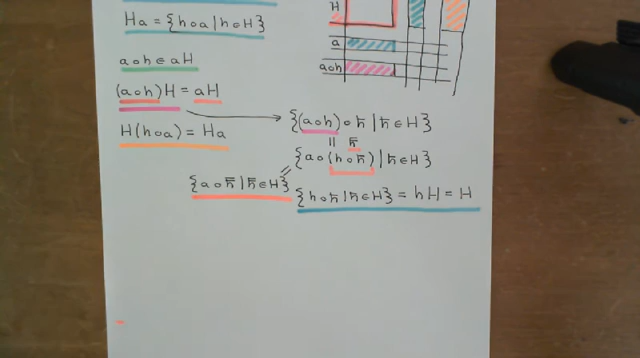 Ha = {h∘a | h∈H}
a∘h ∈ aH
(a∘h)H = aH
H(h∘a) = Ha
H
a
a∘h
{(a∘h)∘h̄ | h̄∈H}
||
h̄
{a∘(h∘h̄) | h̄∈H}
{a∘h̄ | h̄∈H} =
{h∘h̄ | h̄∈H} = hH = H